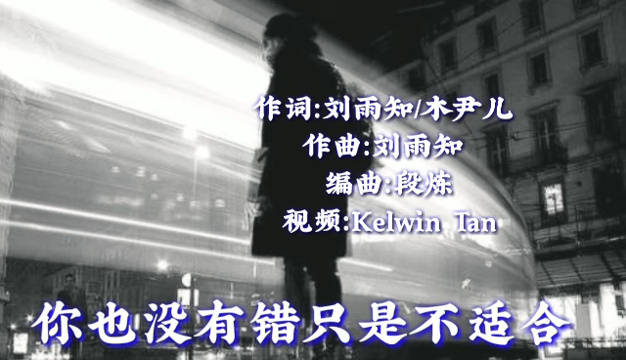 作词:刘雨知/木尹儿
作曲:刘雨知
编曲:段炼
视频:Kelwin Tan
你也没有错只是不适合